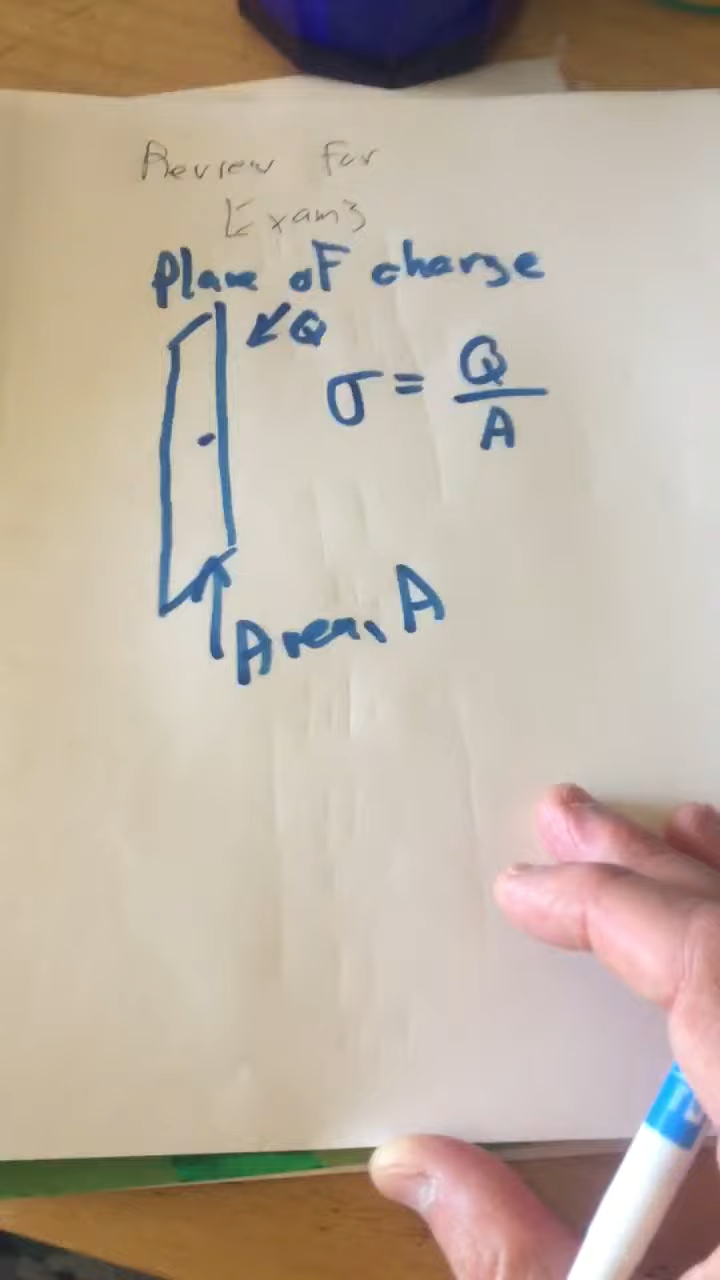 Review for
Exam 3
Plane of charge
Q
σ = Q/A
Area, A